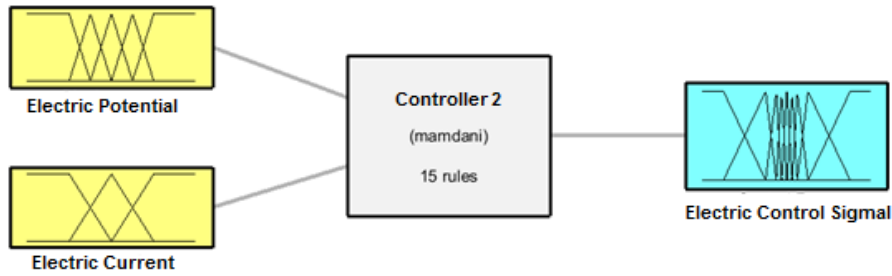 Electric Potential
Controller 2
(mamdani)
15 rules
Electric Control Sigmal
Electric Current